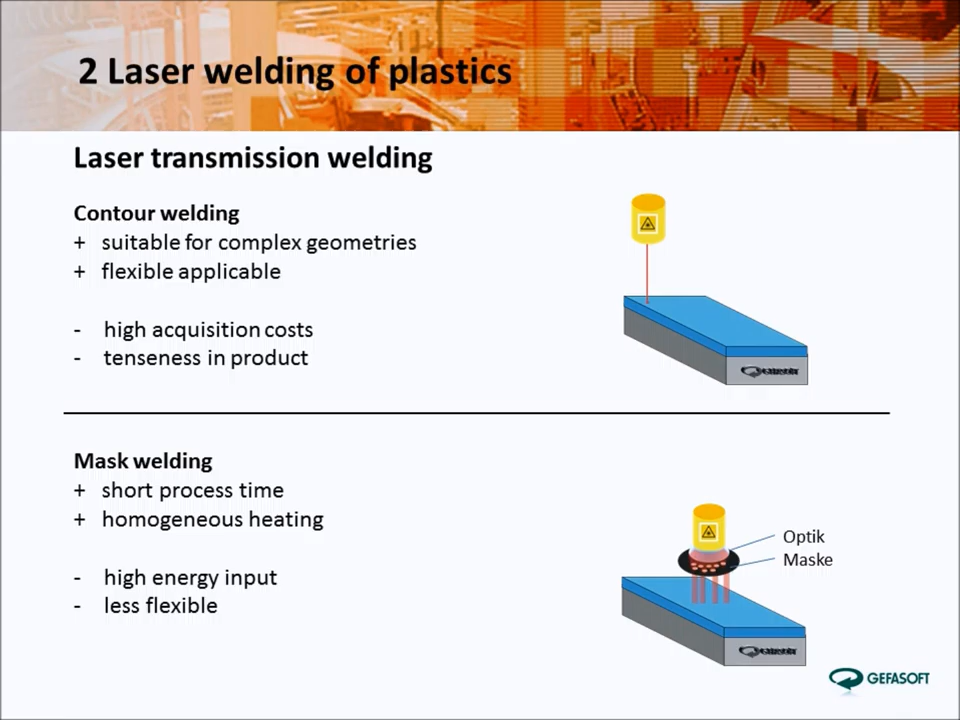 2 Laser welding of plastics
Laser transmission welding
Contour welding
+ suitable for complex geometries
+ flexible applicable
- high acquisition costs
- tenseness in product
Mask welding
+ short process time
+ homogeneous heating
- high energy input
- less flexible
Optik
Maske
GEFASOFT